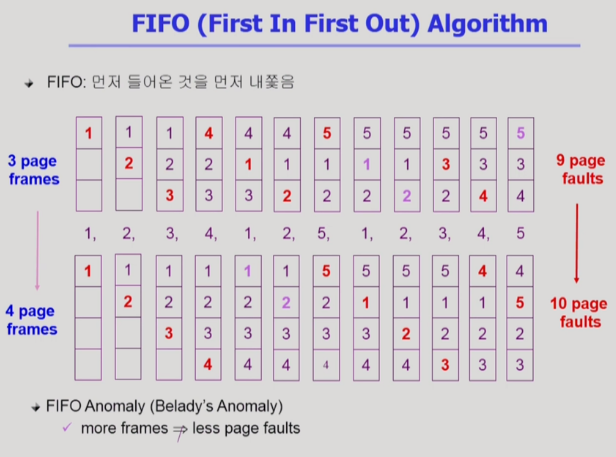 FIFO (First In First Out) Algorithm
FIFO: 먼저 들어온 것을 먼저 내쫓음
3 page frames
1 1 1 4 4 4 5 5 5 5 5 5
2 2 2 1 1 1 1 1 3 3 3
3 3 3 2 2 2 2 2 4 4
9 page faults
1, 2, 3, 4, 1, 2, 5, 1, 2, 3, 4, 5
4 page frames
1 1 1 1 1 1 5 5 5 5 4 4
2 2 2 2 2 2 1 1 1 1 5
3 3 3 3 3 3 2 2 2 2
4 4 4 4 4 4 3 3 3
10 page faults
FIFO Anomaly (Belady's Anomaly)
✓ more frames ⇏ less page faults